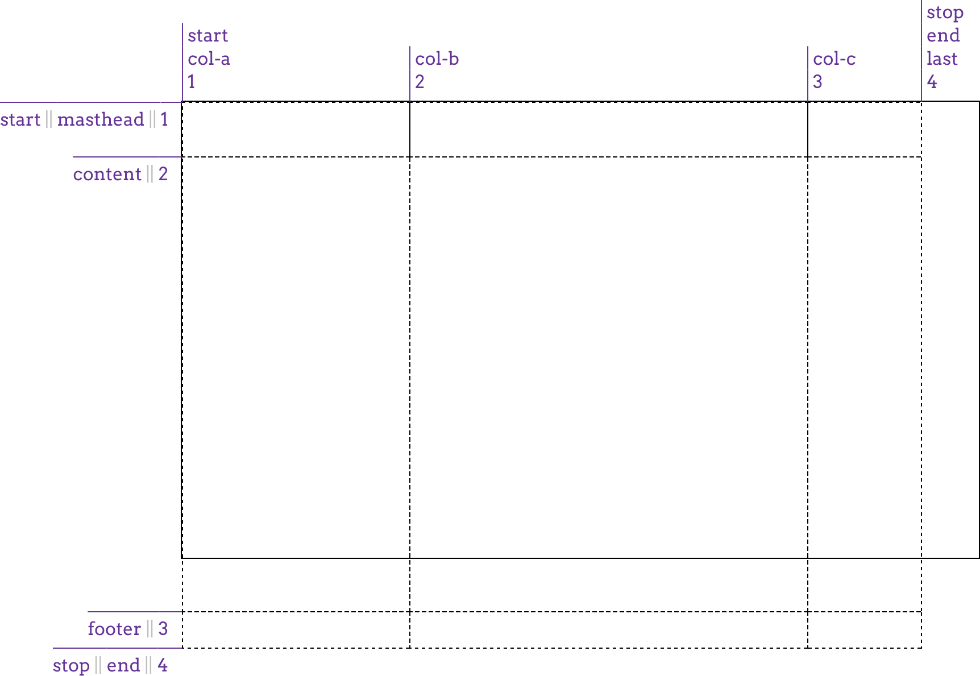 stop
end
last
4
start
col-a
1
col-b
2
col-c
3
start || masthead || 1
content || 2
footer || 3
stop || end || 4